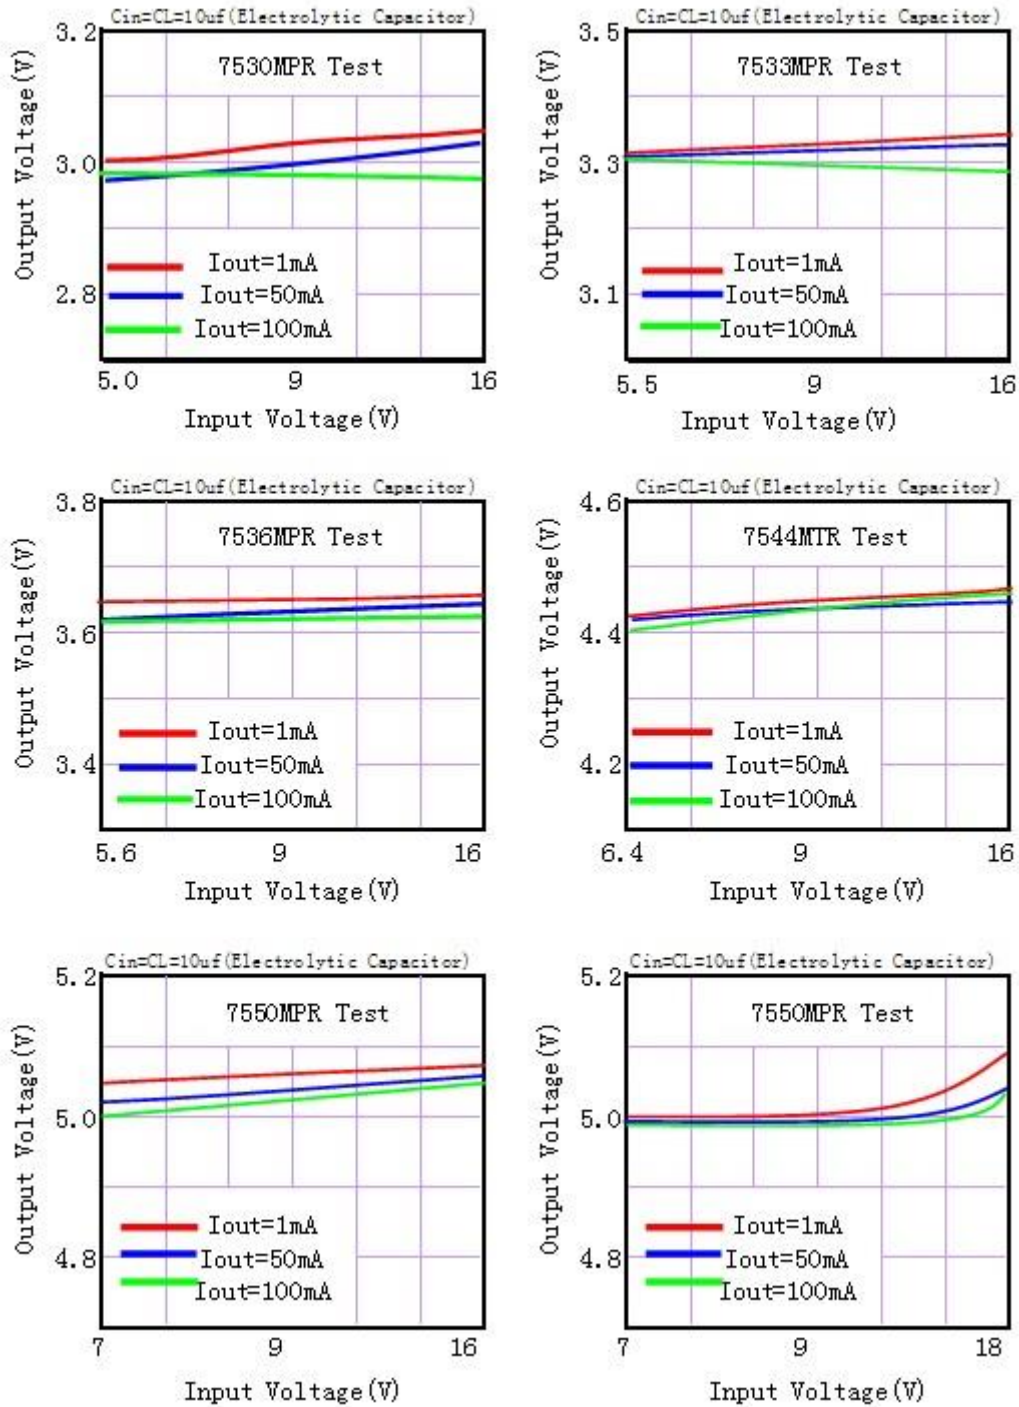 Cin=CL=10uf(Electrolytic Capacitor)
7530MPR Test
Output Voltage(V)
3.2
3.0
2.8
Iout=1mA
Iout=50mA
Iout=100mA
5.0 9 16
Input Voltage(V)
Cin=CL=10uf(Electrolytic Capacitor)
7533MPR Test
Output Voltage(V)
3.5
3.3
3.1
Iout=1mA
Iout=50mA
Iout=100mA
5.5 9 16
Input Voltage(V)
Cin=CL=10uf(Electrolytic Capacitor)
7536MPR Test
Output Voltage(V)
3.8
3.6
3.4
Iout=1mA
Iout=50mA
Iout=100mA
5.6 9 16
Input Voltage(V)
Cin=CL=10uf(Electrolytic Capacitor)
7544MTR Test
Output Voltage(V)
4.6
4.4
4.2
Iout=1mA
Iout=50mA
Iout=100mA
6.4 9 16
Input Voltage(V)
Cin=CL=10uf(Electrolytic Capacitor)
7550MPR Test
Output Voltage(V)
5.2
5.0
4.8
Iout=1mA
Iout=50mA
Iout=100mA
7 9 16
Input Voltage(V)
Cin=CL=10uf(Electrolytic Capacitor)
7550MPR Test
Output Voltage(V)
5.2
5.0
4.8
Iout=1mA
Iout=50mA
Iout=100mA
7 9 18
Input Voltage(V)